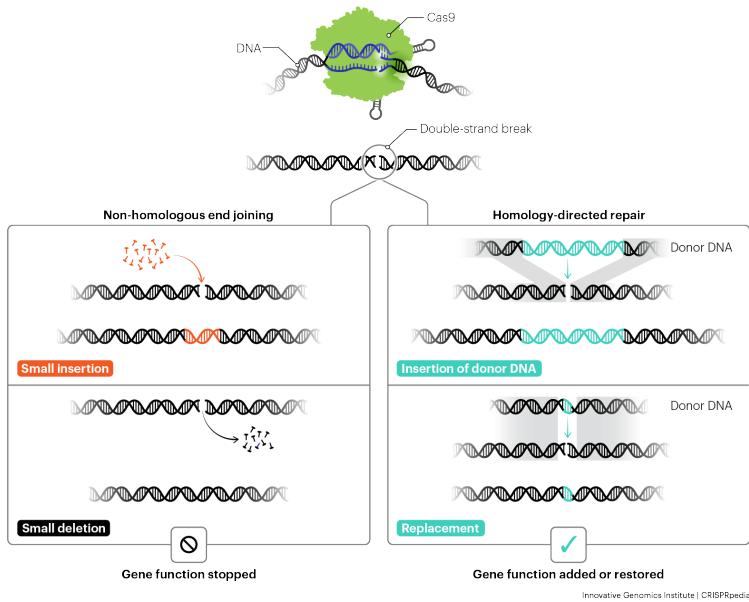 Cas9
DNA
Double-strand break
Non-homologous end joining
Homology-directed repair
Donor DNA
Small insertion
Insertion of donor DNA
Donor DNA
Small deletion
Replacement
Gene function stopped
Gene function added or restored
Innovative Genomics Institute | CRISPRpedia